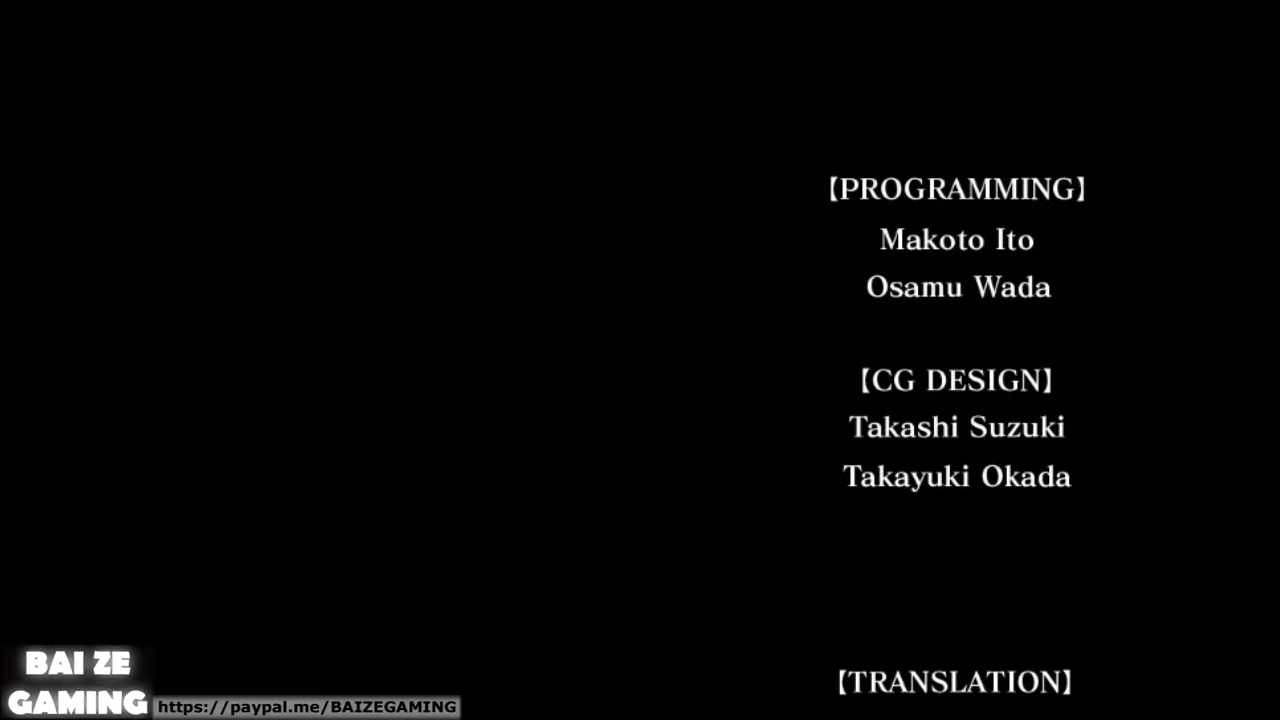 【PROGRAMMING】
Makoto Ito
Osamu Wada
【CG DESIGN】
Takashi Suzuki
Takayuki Okada
【TRANSLATION】
BAI ZE
GAMING
https://paypal.me/BAIZEGAMING